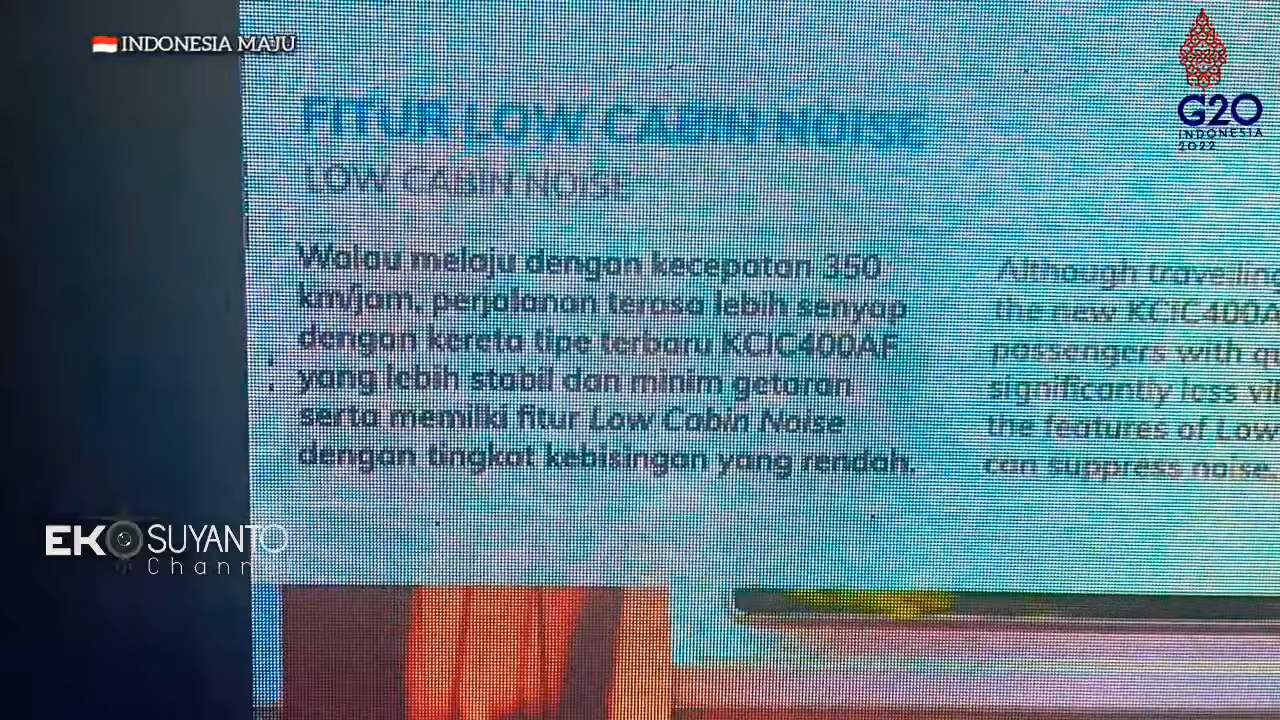 INDONESIA MAJU
G20
INDONESIA
2022
FITUR LOW CABIN NOISE
LOW CABIN NOISE
Walau melaju dengan kecepatan 350
km/jam, perjalanan terasa lebih senyap
dengan kereta tipe terbaru KCIC400AF
yang lebih stabil dan minim getaran
serta memilki fitur Low Cabin Noise
dengan tingkat kebisingan yang rendah.
Although travelling
the new KCIC400A
passengers with
significantly less
the features of Low
can suppress noise.
EKO SUYANTO
Channel